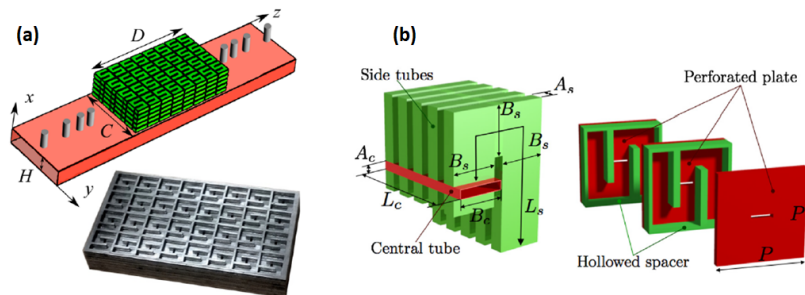 (a)
D
z
x
C
H
y
(b)
Side tubes
A_s
B_s
B_s
B_s
A_c
L_c
B_c
L_s
Central tube
Perforated plate
P
P
Hollowed spacer